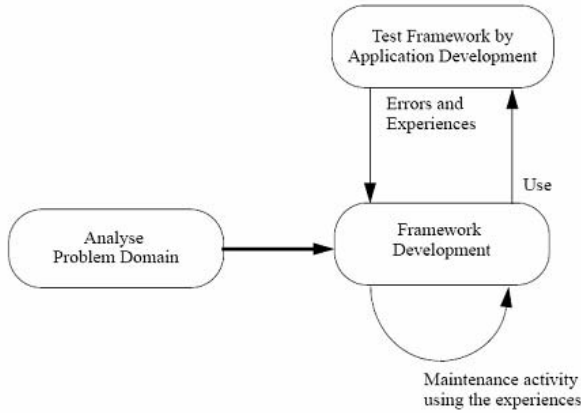 Test Framework by
Application Development
Errors and
Experiences
Use
Analyse
Problem Domain
Framework
Development
Maintenance activity
using the experiences